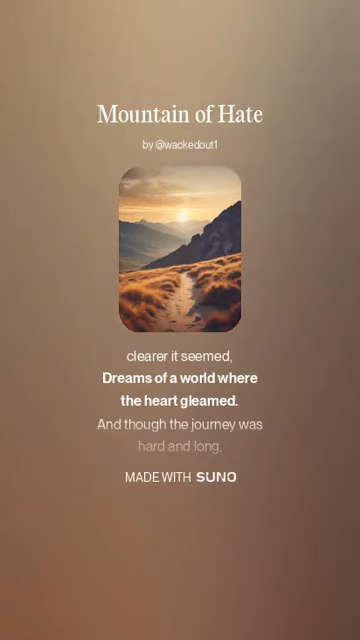 Mountain of Hate
by @wackedout1
clearer it seemed,
Dreams of a world where
the heart gleamed.
And though the journey was
hard and long,
MADE WITH SUNO